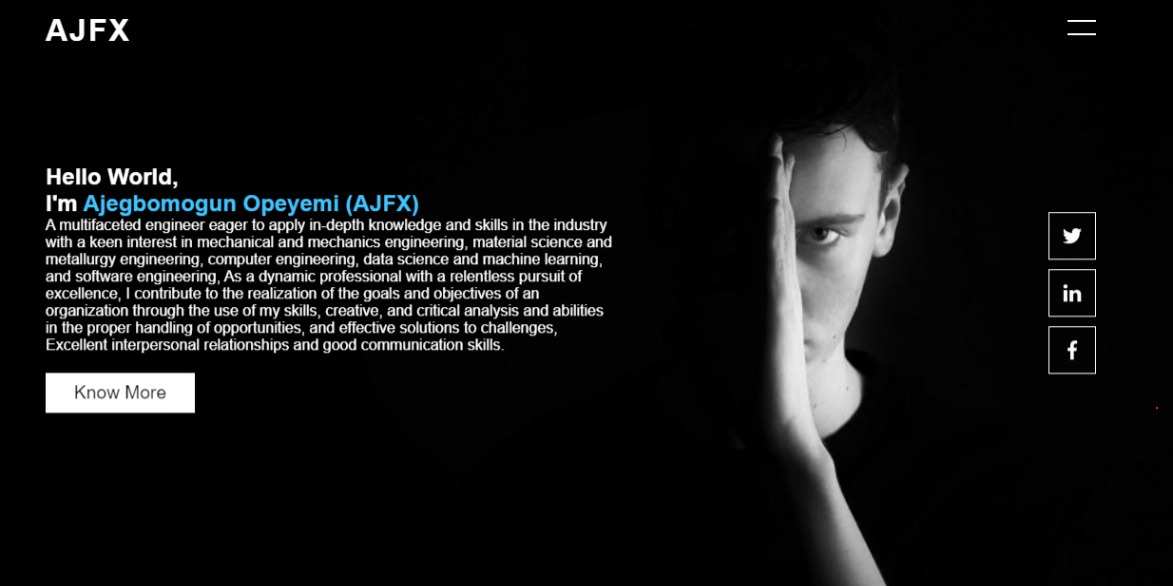 AJFX
Hello World,
I'm Ajegbomogun Opeyemi (AJFX)
A multifaceted engineer eager to apply in-depth knowledge and skills in the industry
with a keen interest in mechanical and mechanics engineering, material science and
metallurgy engineering, computer engineering, data science and machine learning,
and software engineering, As a dynamic professional with a relentless pursuit of
excellence, I contribute to the realization of the goals and objectives of an
organization through the use of my skills, creative, and critical analysis and abilities
in the proper handling of opportunities, and effective solutions to challenges,
Excellent interpersonal relationships and good communication skills.
Know More
in
f